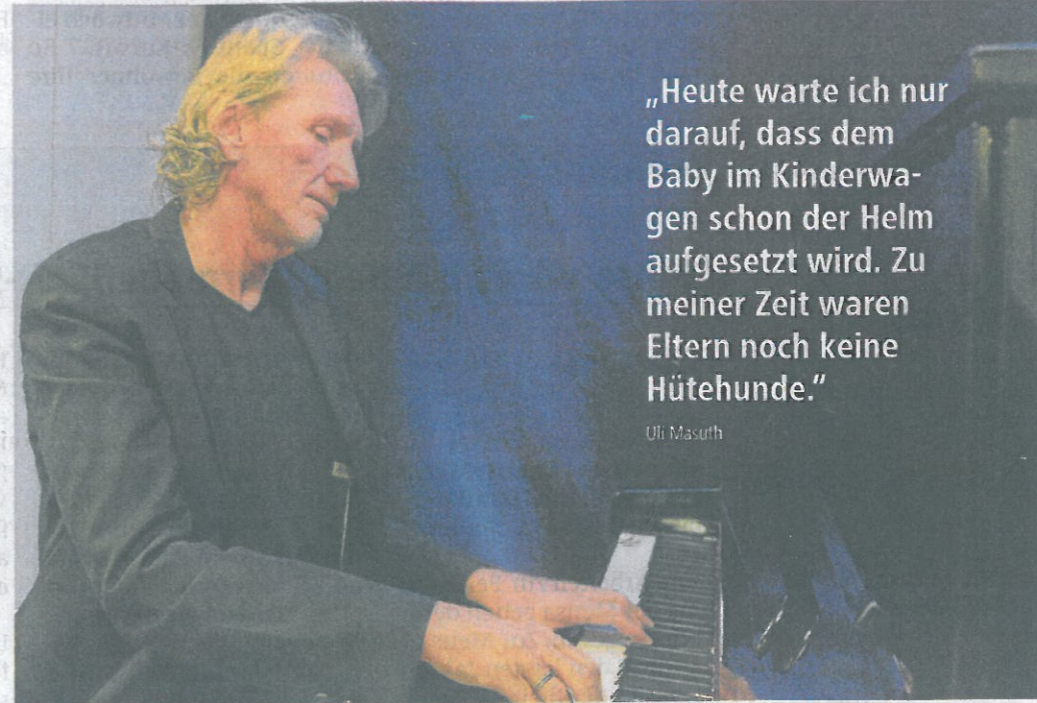 „Heute warte ich nur
darauf, dass dem
Baby im Kinderwa-
gen schon der Helm
aufgesetzt wird. Zu
meiner Zeit waren
Eltern noch keine
Hütehunde.“
Uli Masuth